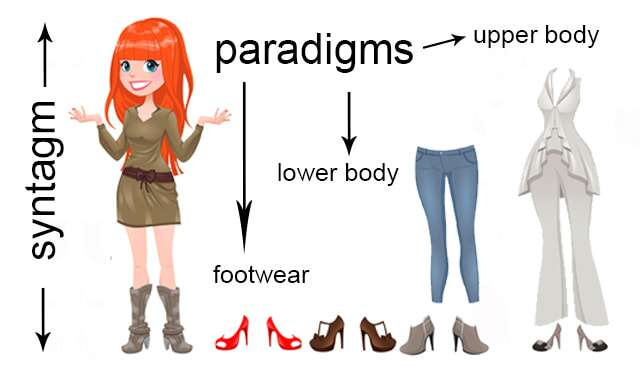 syntagm
paradigms
upper body
lower body
footwear